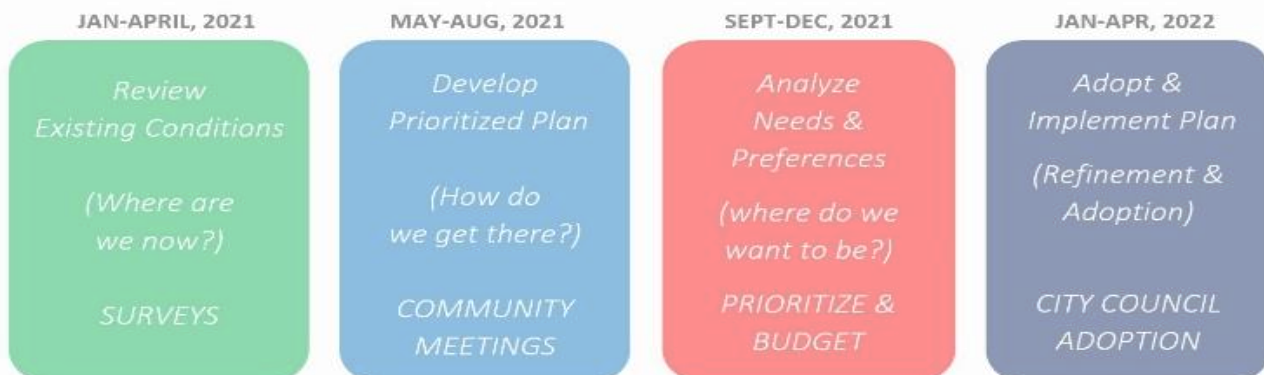 JAN-APRIL, 2021
Review
Existing Conditions
(Where are
we now?)
SURVEYS
MAY-AUG, 2021
Develop
Prioritized Plan
(How do
we get there?)
COMMUNITY
MEETINGS
SEPT-DEC, 2021
Analyze
Needs &
Preferences
(where do we
want to be?)
PRIORITIZE &
BUDGET
JAN-APR, 2022
Adopt &
Implement Plan
(Refinement &
Adoption)
CITY COUNCIL
ADOPTION